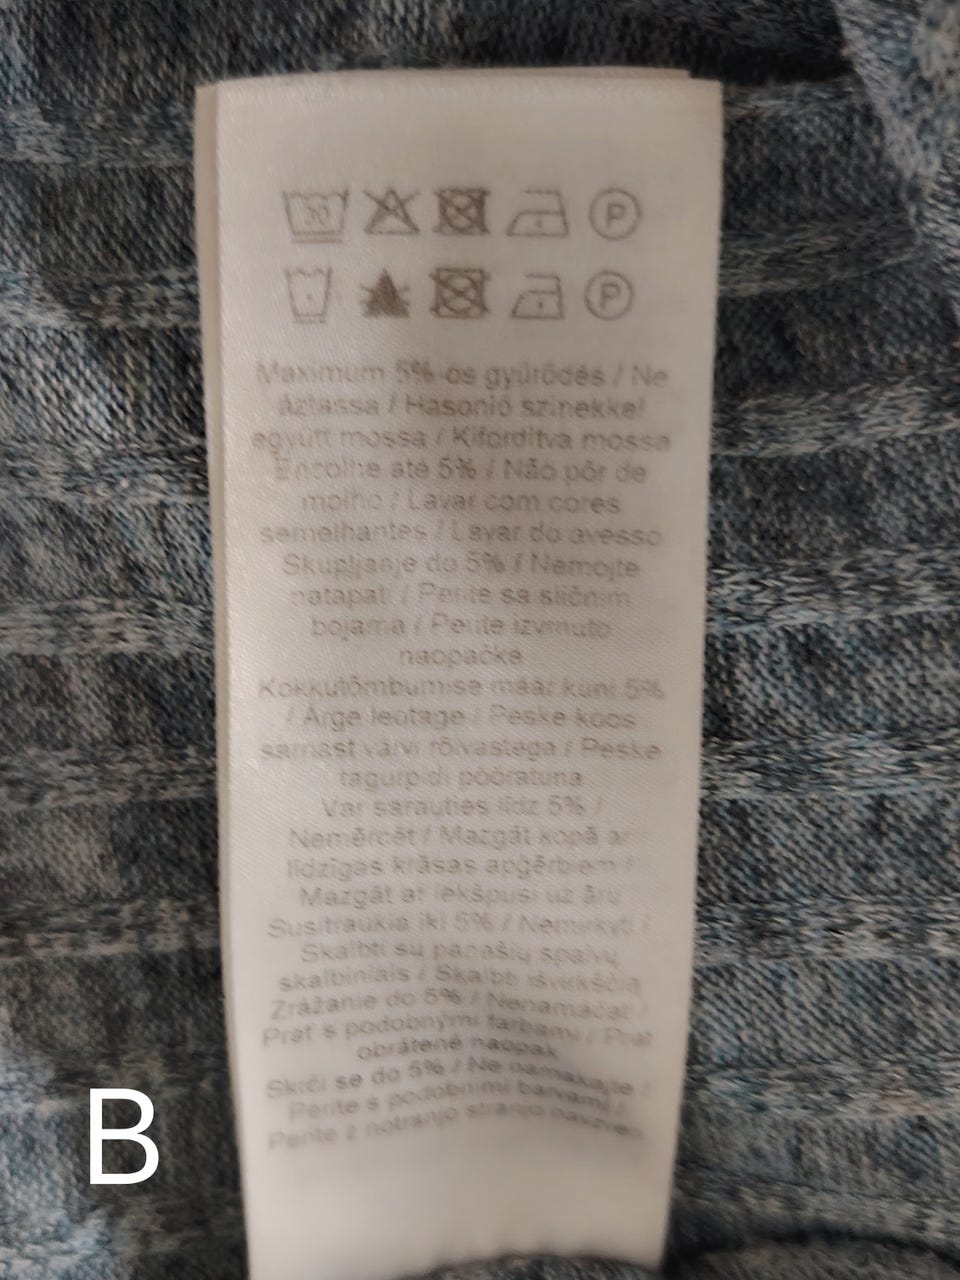 30 P
P
Maximum 5%-os gyűrődés / Ne
áztassa / Hasonló színekkel
együtt mossa / Kifordítva mossa
Encolhe até 5% / Não pôr de
molho / Lavar com cores
semelhantes / Lavar do avesso
Skupljanje do 5% / Nemojte
natapati / Perite sa sličnim
bojama / Perite izvrnuto
naopačke
Kokkutõmbumise määr kuni 5%
/ Ärge leotage / Peske koos
sarnast värvi rõivastega / Peske
tagurpidi pööratuna
Var sarauties līdz 5% /
Nemērcēt / Mazgāt kopā ar
līdzīgas krāsas apģērbiem /
Mazgāt ar iekšpusi uz āru
Susitraukia iki 5% / Nemirkyti /
Skalbti su panašių spalvų
skalbiniais / Skalbti išvirkščią
Zrážanie do 5% / Nenamáčať /
Prať s podobnými farbami / Prať
obrátené naopak
Skrči se do 5% / Ne namakajte /
Perite s podobnimi barvami /
Perite z notranjo stranjo navzven
B